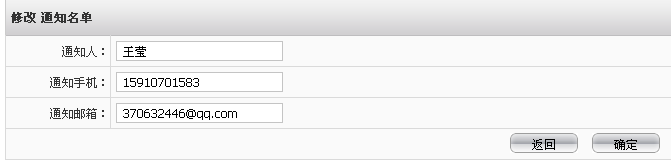 修改 通知名单
通知人： 王莹
通知手机： 15910701583
通知邮箱： 370632446@qq.com
返回 确定